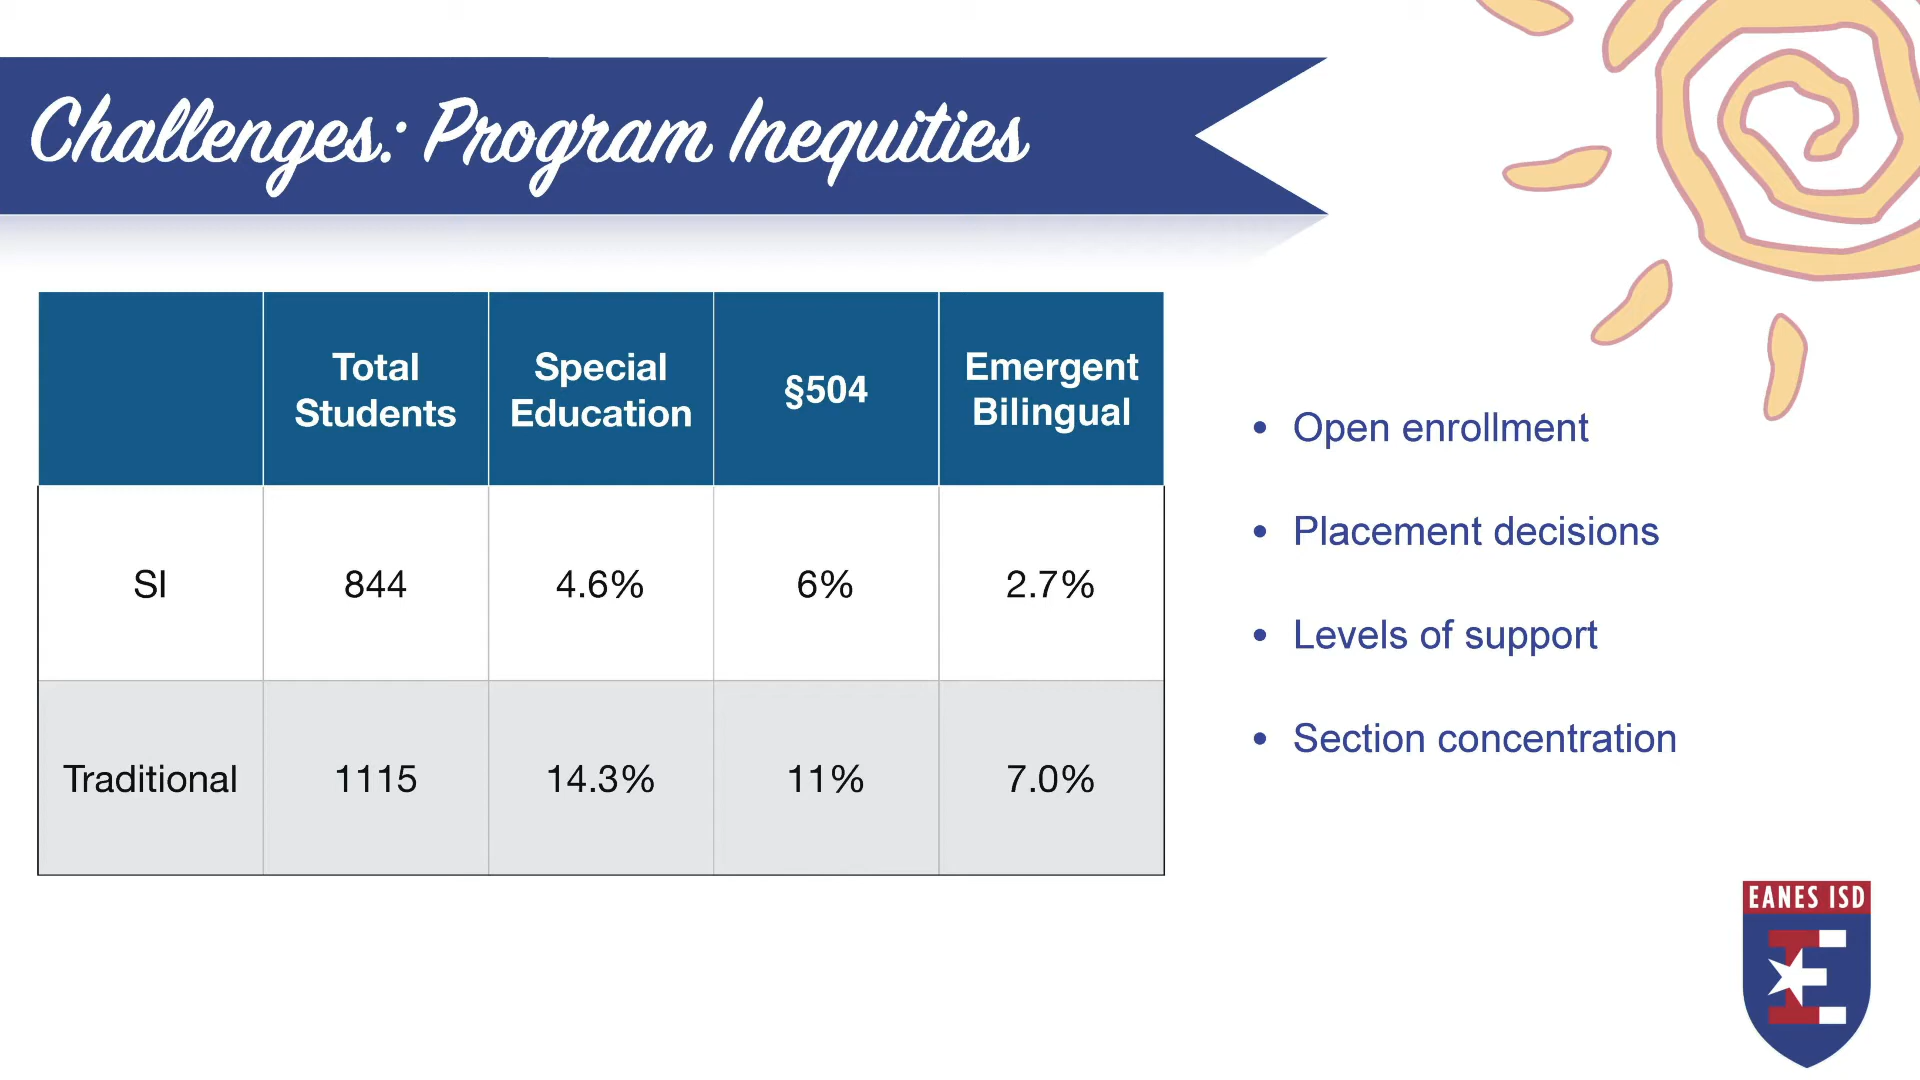 Challenges: Program Inequities
Total Students
Special Education
§504
Emergent Bilingual
SI
844
4.6%
6%
2.7%
Traditional
1115
14.3%
11%
7.0%
• Open enrollment
• Placement decisions
• Levels of support
• Section concentration
EANES ISD
E